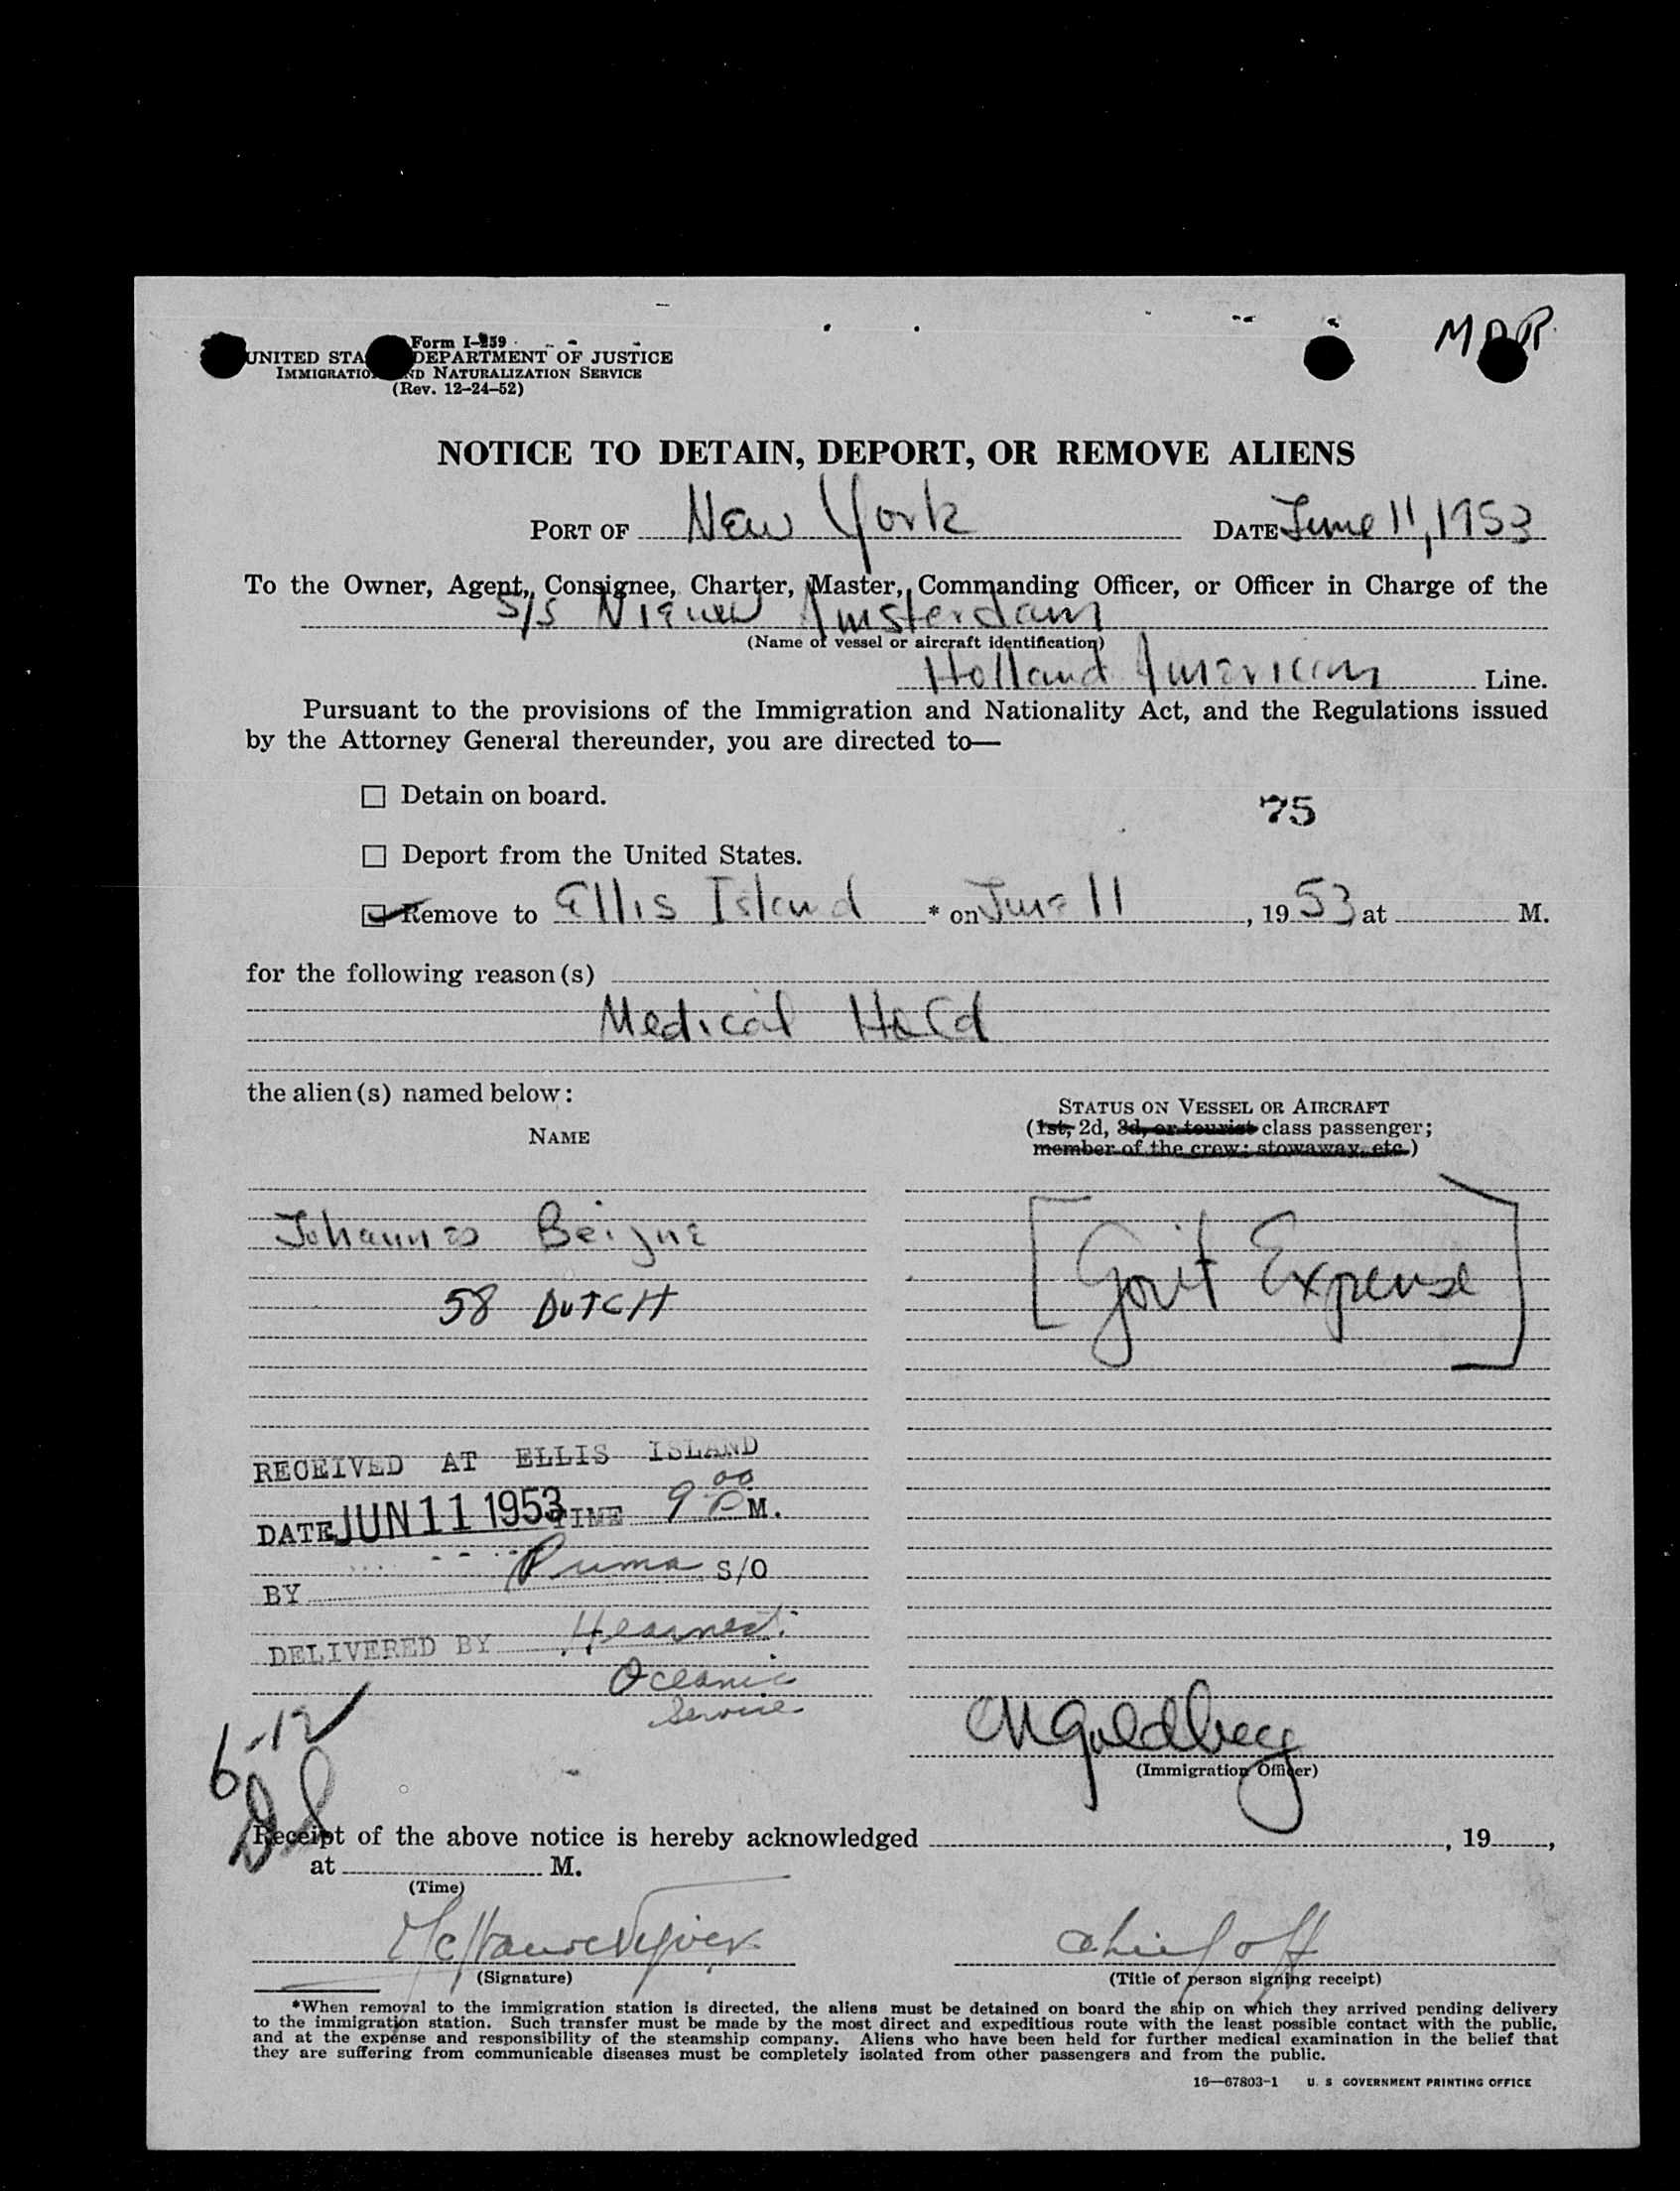 Form I-259
UNITED STA DEPARTMENT OF JUSTICE
IMMIGRATIO ND NATURALIZATION SERVICE
(Rev. 12-24-52)
NOTICE TO DETAIN, DEPORT, OR REMOVE ALIENS
PORT OF New York DATE June 11, 1953
To the Owner, Agent, Consignee, Charter, Master, Commanding Officer, or Officer in Charge of the
S/S Nieuw Amsterdam
(Name of vessel or aircraft identification)
Holland American Line.
Pursuant to the provisions of the Immigration and Nationality Act, and the Regulations issued
by the Attorney General thereunder, you are directed to—
Detain on board.
75
Deport from the United States.
Remove to Ellis Island * on June 11, 1953 at M.
for the following reason(s)
Medical Hold
the alien(s) named below:
STATUS ON VESSEL OR AIRCRAFT
(1st, 2d, 3d, or tourist class passenger;
NAME
member of the crew; stowaway, etc.)
Johannes Beijne
[Gov't Expense]
58 DUTCH
RECEIVED AT ELLIS ISLAND
DATE JUN 11 1953 TIME 9 00 P M.
BY Puma S/O
DELIVERED BY
Oceanic
Service
6-12
M Goldberg
(Immigration Officer)
Receipt of the above notice is hereby acknowledged , 19 ,
at M.
(Time)
chief off
(Signature)
(Title of person signing receipt)
*When removal to the immigration station is directed, the aliens must be detained on board the ship on which they arrived pending delivery
to the immigration station. Such transfer must be made by the most direct and expeditious route with the least possible contact with the public,
and at the expense and responsibility of the steamship company. Aliens who have been held for further medical examination in the belief that
they are suffering from communicable diseases must be completely isolated from other passengers and from the public.
16—67803-1 U. S. GOVERNMENT PRINTING OFFICE